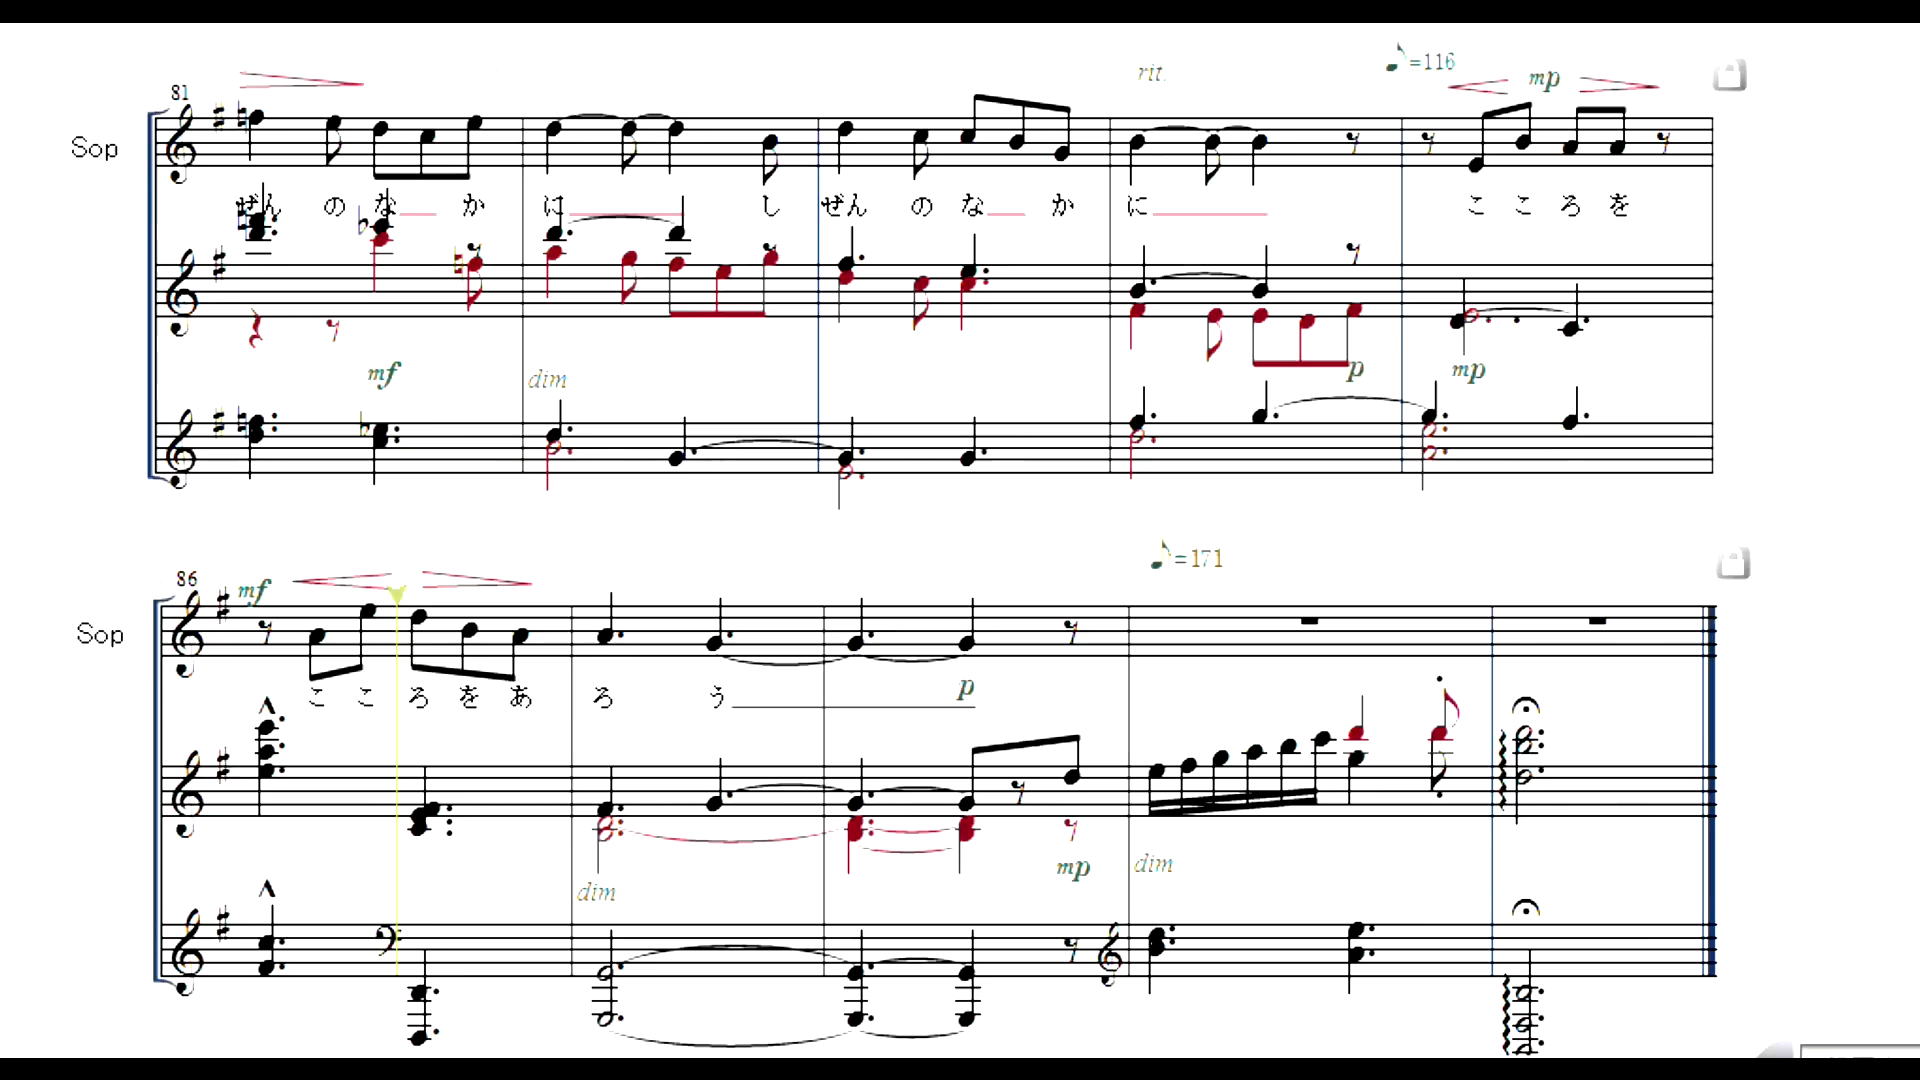 rit. ♪=116
81 mp
Sop
ぜん の な か に し ぜん の な か に こ こ ろ を
mf dim p mp
♪=171
86 mf
Sop
こ こ ろ を あ ろ う
p
mp dim
dim